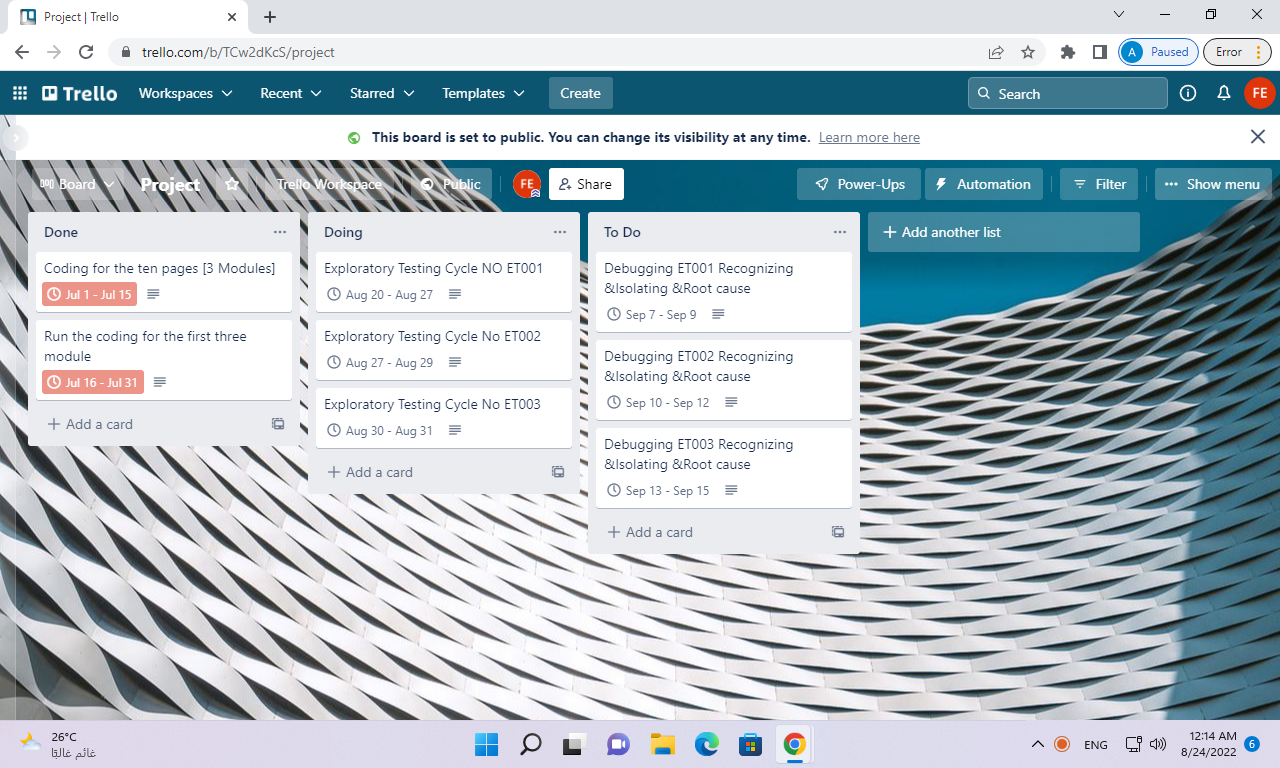 Project | Trello
trello.com/b/TCw2dKcS/project
A Paused
Error
Trello
Workspaces
Recent
Starred
Templates
Create
Search
FE
This board is set to public. You can change its visibility at any time. Learn more here
Board
Project
Trello Workspace
Public
FE
Share
Power-Ups
Automation
Filter
Show menu
Done
Coding for the ten pages [3 Modules]
Jul 1 - Jul 15
Run the coding for the first three
module
Jul 16 - Jul 31
Add a card
Doing
Exploratory Testing Cycle NO ET001
Aug 20 - Aug 27
Exploratory Testing Cycle No ET002
Aug 27 - Aug 29
Exploratory Testing Cycle No ET003
Aug 30 - Aug 31
Add a card
To Do
Debugging ET001 Recognizing
&Isolating &Root cause
Sep 7 - Sep 9
Debugging ET002 Recognizing
&Isolating &Root cause
Sep 10 - Sep 12
Debugging ET003 Recognizing
&Isolating &Root cause
Sep 13 - Sep 15
Add a card
Add another list
26°C
غائم غالبًا
ENG
12:14 AM
8/24/2022
6